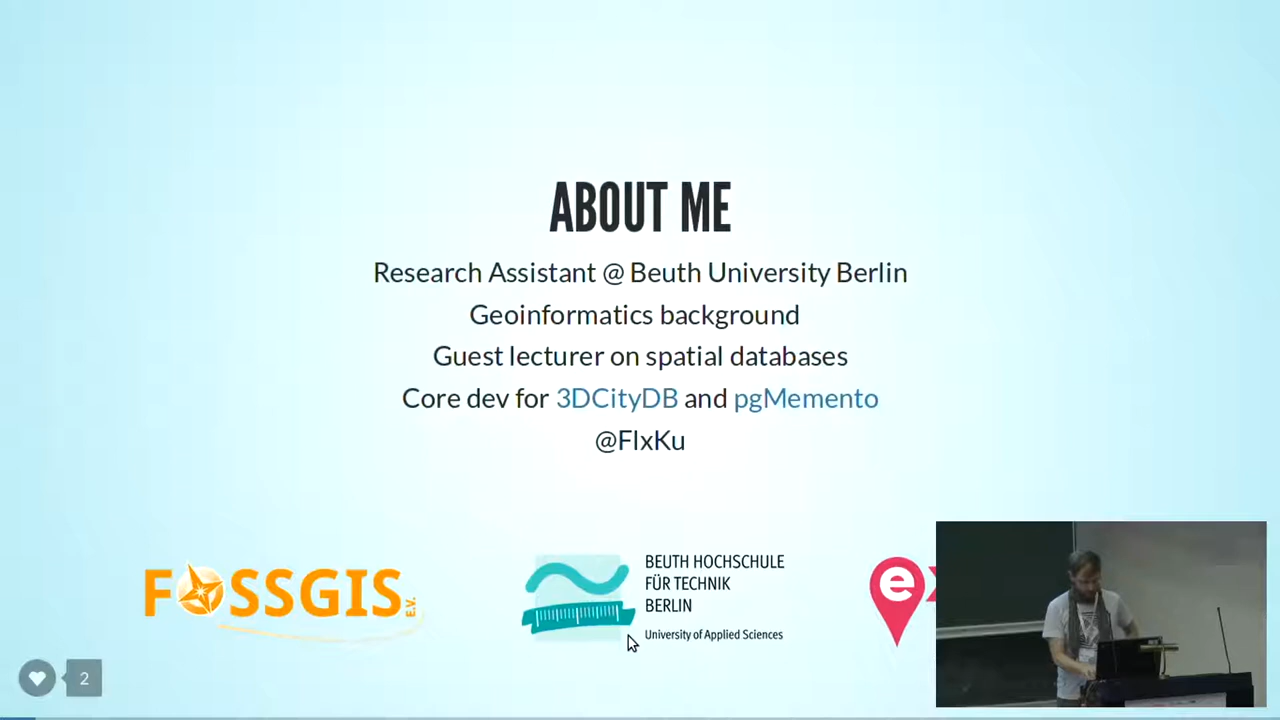 ABOUT ME
Research Assistant @ Beuth University Berlin
Geoinformatics background
Guest lecturer on spatial databases
Core dev for 3DCityDB and pgMemento
@FlxKu
FOSSGIS E.V.
BEUTH HOCHSCHULE
FÜR TECHNIK
BERLIN
University of Applied Sciences
e
2